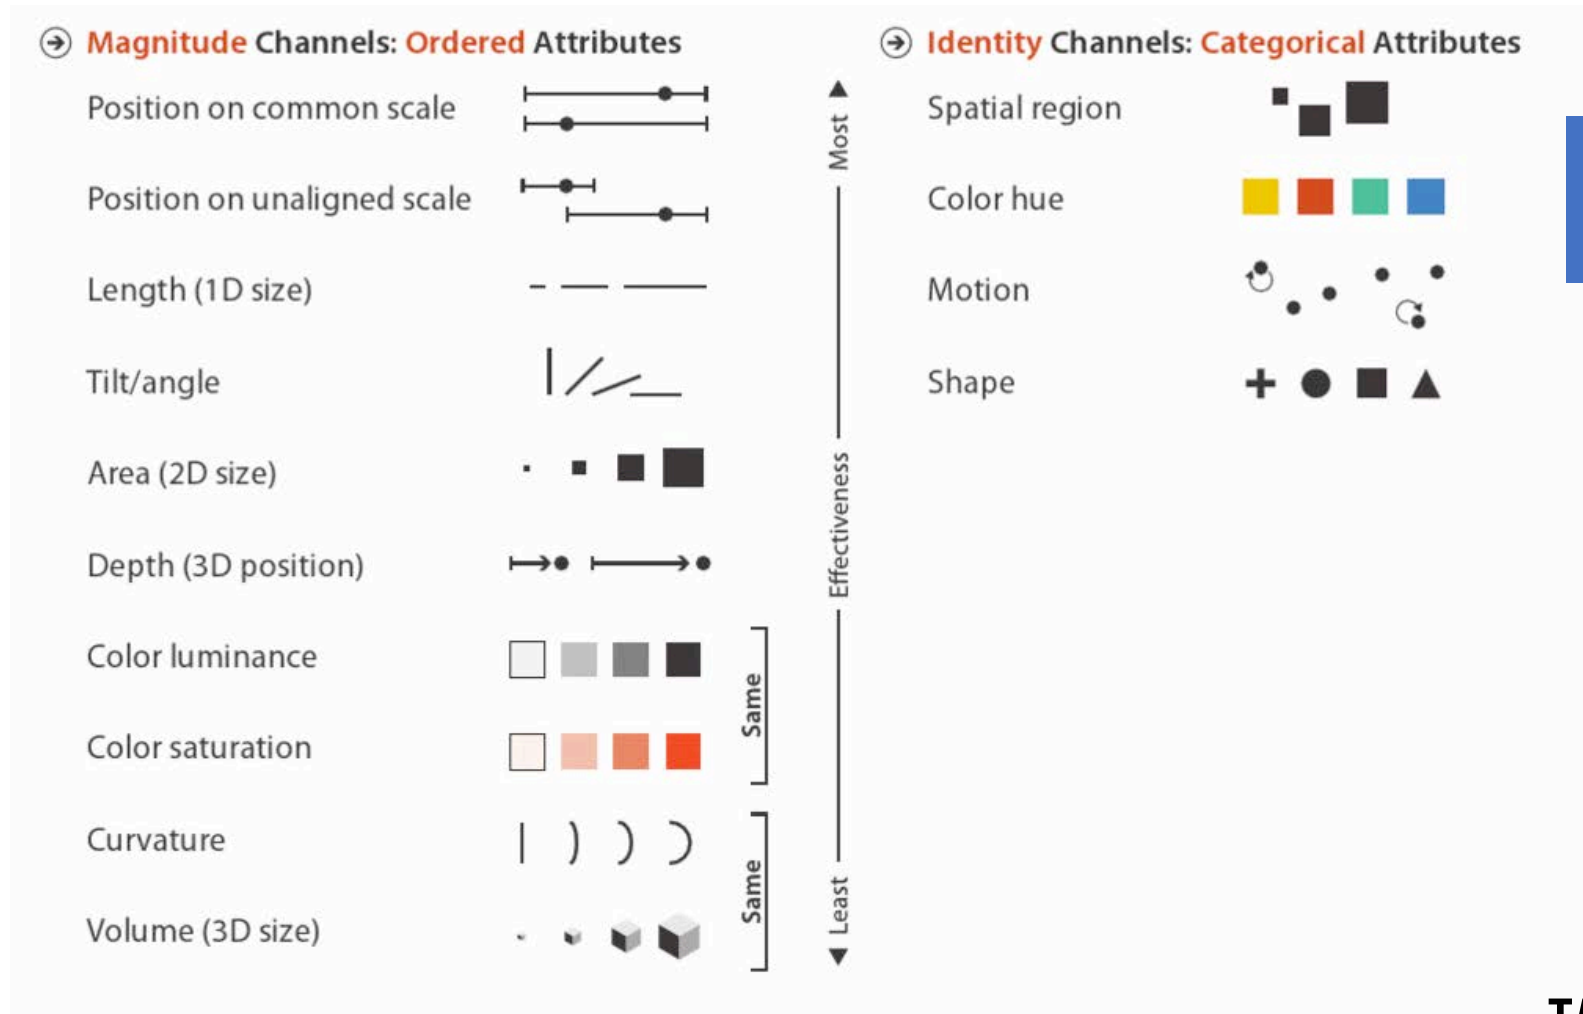 Magnitude Channels: Ordered Attributes
Position on common scale
Position on unaligned scale
Length (1D size)
Tilt/angle
Area (2D size)
Depth (3D position)
Color luminance
Color saturation
Curvature
Volume (3D size)
Same
Same
Most
Effectiveness
Least
Identity Channels: Categorical Attributes
Spatial region
Color hue
Motion
Shape